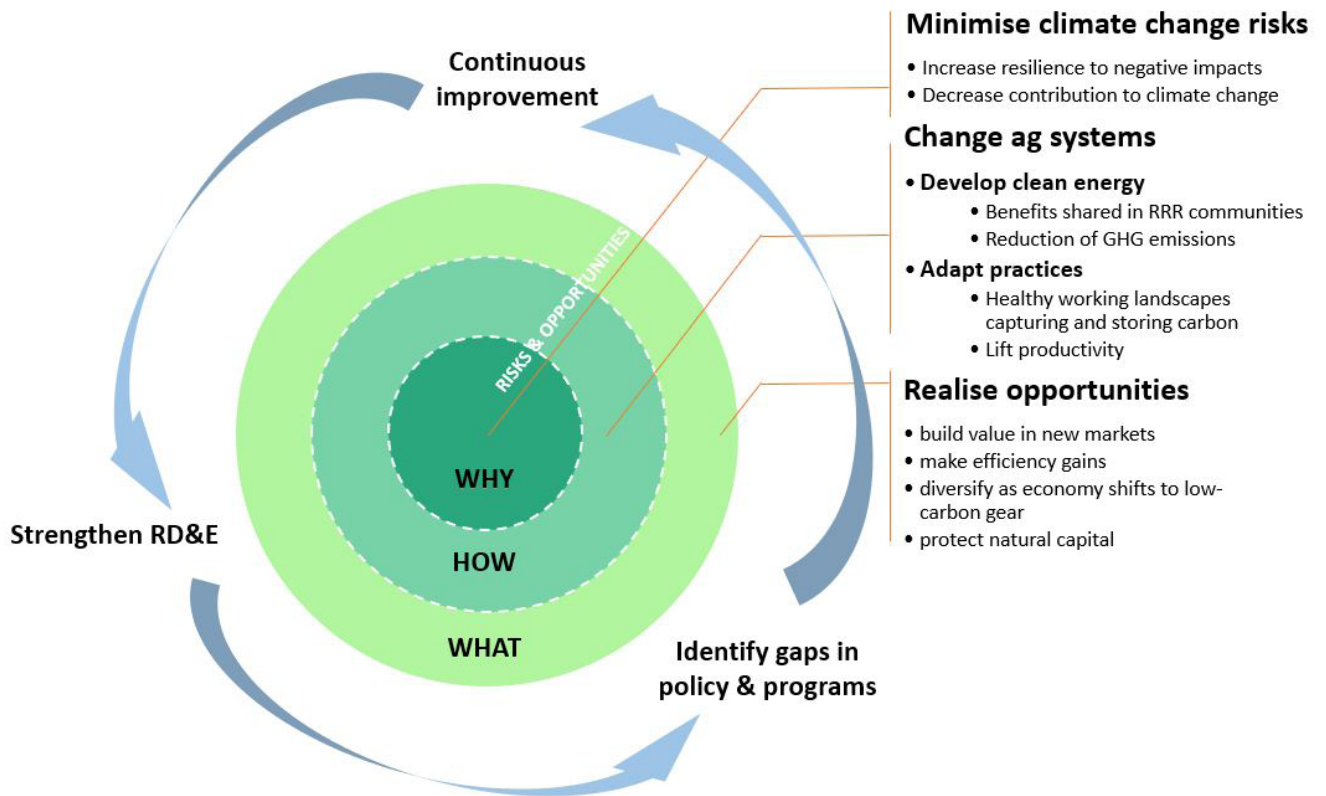 Continuous
improvement
Strengthen RD&E
Identify gaps in
policy & programs
RISKS & OPPORTUNITIES
WHY
HOW
WHAT
Minimise climate change risks
• Increase resilience to negative impacts
• Decrease contribution to climate change
Change ag systems
• Develop clean energy
• Benefits shared in RRR communities
• Reduction of GHG emissions
• Adapt practices
• Healthy working landscapes
capturing and storing carbon
• Lift productivity
Realise opportunities
• build value in new markets
• make efficiency gains
• diversify as economy shifts to low-
carbon gear
• protect natural capital